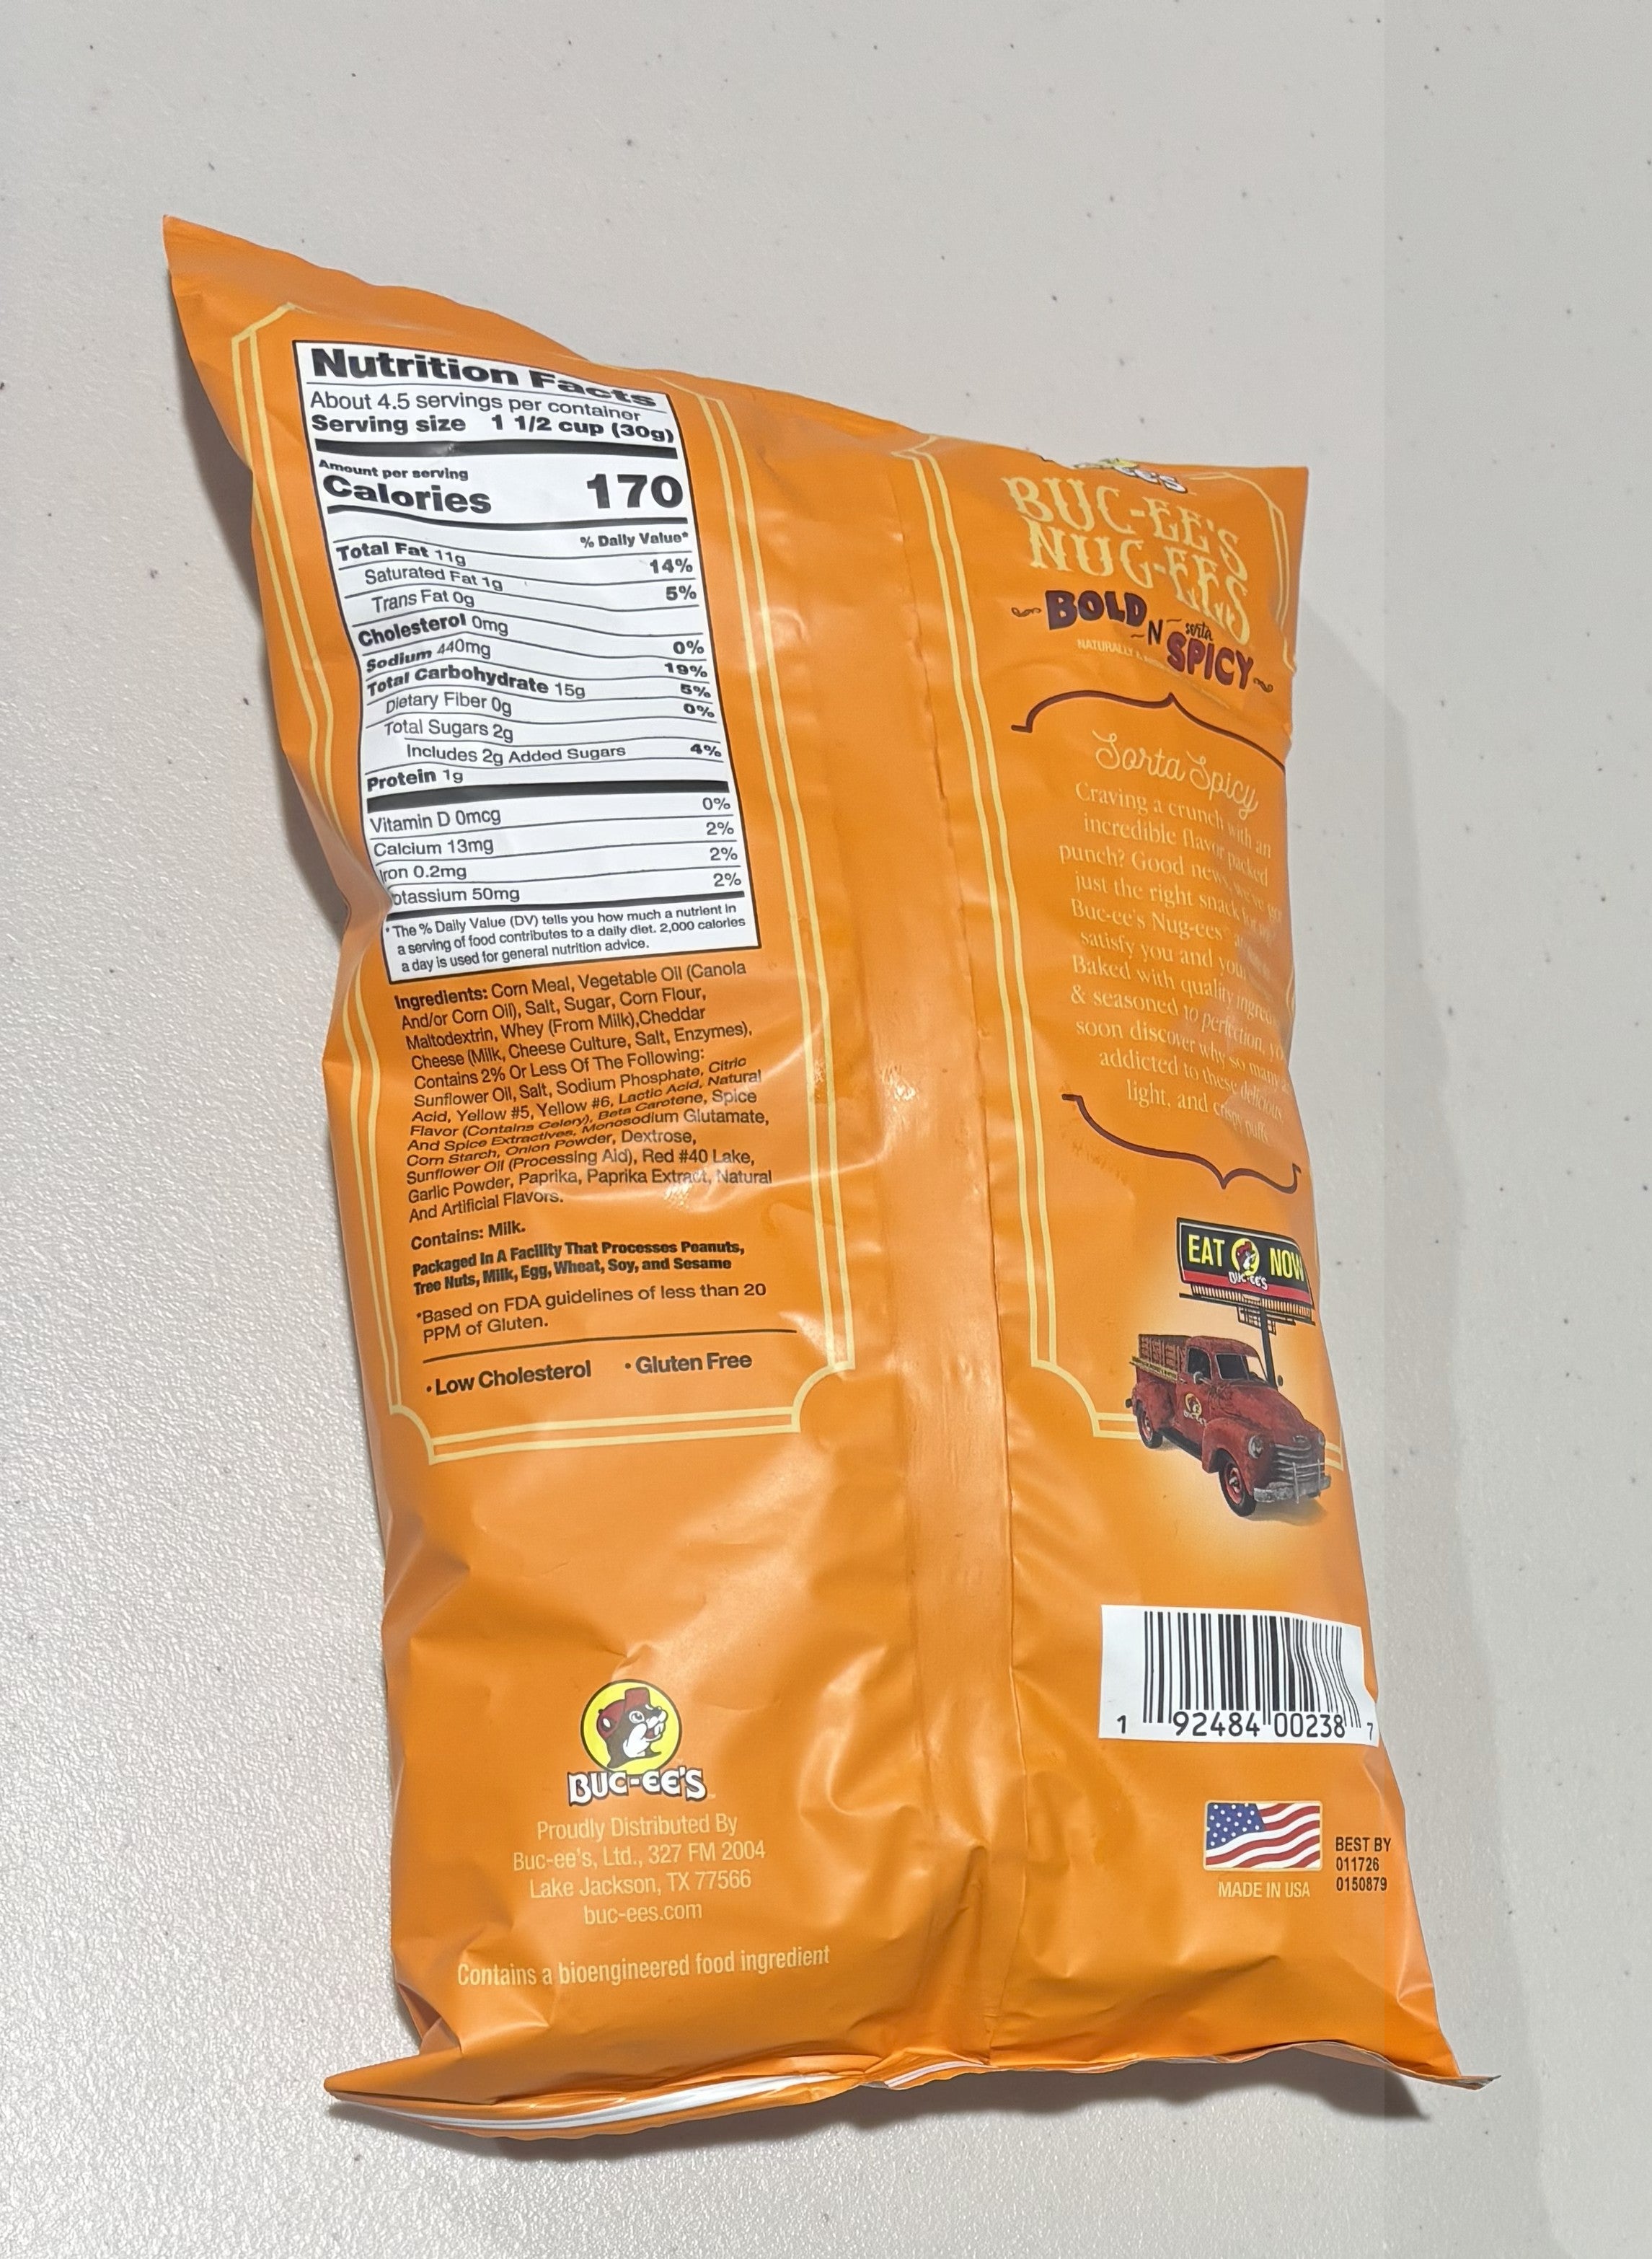 Nutrition Facts
About 4.5 servings per container
Serving size 1 1/2 cup (30g)
Amount per serving
Calories 170
% Daily Value*
Total Fat 11g 14%
Saturated Fat 1g 5%
Trans Fat 0g
Cholesterol 0mg 0%
Sodium 440mg 19%
Total Carbohydrate 15g 5%
Dietary Fiber 0g 0%
Total Sugars 2g
Includes 2g Added Sugars 4%
Protein 1g
Vitamin D 0mcg 0%
Calcium 13mg 2%
Iron 0.2mg 2%
otassium 50mg 2%
*The % Daily Value (DV) tells you how much a nutrient in
a serving of food contributes to a daily diet. 2,000 calories
a day is used for general nutrition advice.
Ingredients: Corn Meal, Vegetable Oil (Canola
And/or Corn Oil), Salt, Sugar, Corn Flour,
Maltodextrin, Whey (From Milk),Cheddar
Cheese (Milk, Cheese Culture, Salt, Enzymes),
Contains 2% Or Less Of The Following:
Sunflower Oil, Salt, Sodium Phosphate, Citric
Acid, Yellow #5, Yellow #6, Lactic Acid, Natural
Flavor (Contains Celery), Beta Carotene, Spice
And Spice Extractives, Monosodium Glutamate,
Corn Starch, Onion Powder, Dextrose,
Sunflower Oil (Processing Aid), Red #40 Lake,
Garlic Powder, Paprika, Paprika Extract, Natural
And Artificial Flavors.
Contains: Milk.
Packaged In A Facility That Processes Peanuts,
Tree Nuts, Milk, Egg, Wheat, Soy, and Sesame
*Based on FDA guidelines of less than 20
PPM of Gluten.
• Low Cholesterol • Gluten Free
BUC-EE'S
Proudly Distributed By
Buc-ee's, Ltd., 327 FM 2004
Lake Jackson, TX 77566
buc-ees.com
Contains a bioengineered food ingredient
BUC-EE'S
NUG-EES
BOLD
N sorta
SPICY
NATURALLY &
Sorta Spicy
Craving a crunch with an
incredible flavor packed
punch? Good news,
just the right snack for
Buc-ee's Nug-ees
satisfy you and you
Baked with quality
& seasoned to perfection,
soon discover why so many
addicted to these delicious,
light, and crispy puffs.
EAT NOW
BUC-EE'S
BUC-EE'S
1 92484 00238 7
MADE IN USA
BEST BY
011726
0150879